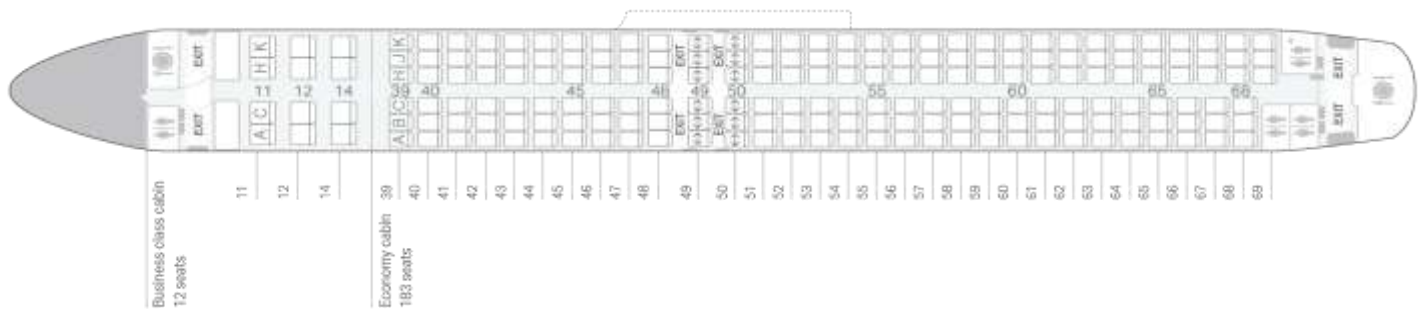 EXIT EXIT EXIT EXIT
K K
H J
11 12 14 39 40 45 48 49 50 55 60 65 68
C C
A B
A
EXIT EXIT EXIT EXIT
11 12 14 39 40 41 42 43 44 45 46 47 48 49 50 51 52 53 54 55 56 57 58 59 60 61 62 63 64 65 66 67 68 69
Business class cabin
12 seats
Economy cabin
183 seats